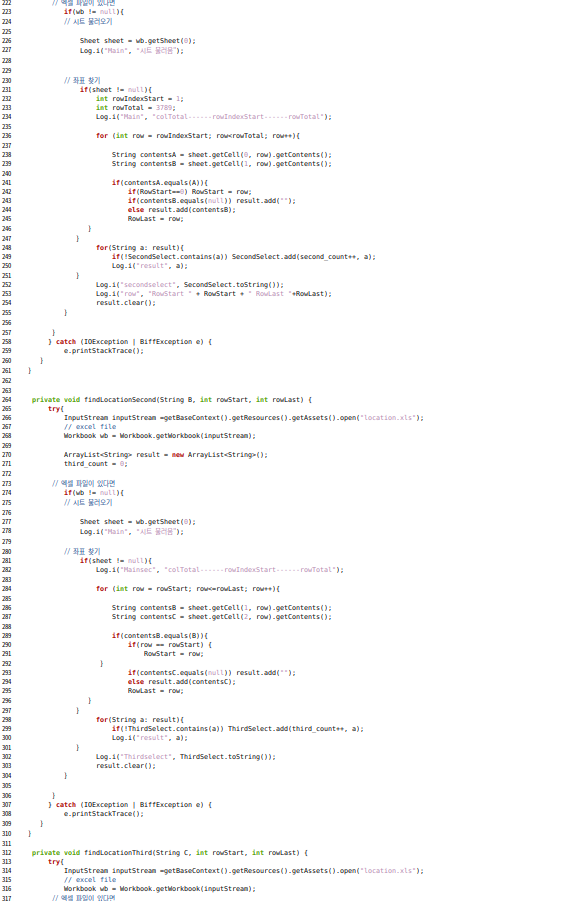 222 // 엑셀 파일이 있다면
223 if(wb != null){
224 // 시트 불러오기
225
226 Sheet sheet = wb.getSheet(0);
227 Log.i("Main", "시트 불러옴");
228
229
230 // 좌표 찾기
231 if(sheet != null){
232 int rowIndexStart = 1;
233 int rowTotal = 3789;
234 Log.i("Main", "colTotal------rowIndexStart------rowTotal");
235
236 for (int row = rowIndexStart; row<rowTotal; row++){
237
238 String contentsA = sheet.getCell(0, row).getContents();
239 String contentsB = sheet.getCell(1, row).getContents();
240
241 if(contentsA.equals(A)){
242 if(RowStart==0) RowStart = row;
243 if(contentsB.equals(null)) result.add("");
244 else result.add(contentsB);
245 RowLast = row;
246 }
247 }
248 for(String a: result){
249 if(!SecondSelect.contains(a)) SecondSelect.add(second_count++, a);
250 Log.i("result", a);
251 }
252 Log.i("secondselect", SecondSelect.toString());
253 Log.i("row", "RowStart " + RowStart + " RowLast "+RowLast);
254 result.clear();
255 }
256
257 }
258 } catch (IOException | BiffException e) {
259 e.printStackTrace();
260 }
261 }
262
263
264 private void findLocationSecond(String B, int rowStart, int rowLast) {
265 try{
266 InputStream inputStream =getBaseContext().getResources().getAssets().open("location.xls");
267 // excel file
268 Workbook wb = Workbook.getWorkbook(inputStream);
269
270 ArrayList<String> result = new ArrayList<String>();
271 third_count = 0;
272
273 // 엑셀 파일이 있다면
274 if(wb != null){
275 // 시트 불러오기
276
277 Sheet sheet = wb.getSheet(0);
278 Log.i("Main", "시트 불러옴");
279
280 // 좌표 찾기
281 if(sheet != null){
282 Log.i("Mainsec", "colTotal------rowIndexStart------rowTotal");
283
284 for (int row = rowStart; row<=rowLast; row++){
285
286 String contentsB = sheet.getCell(1, row).getContents();
287 String contentsC = sheet.getCell(2, row).getContents();
288
289 if(contentsB.equals(B)){
290 if(row == rowStart) {
291 RowStart = row;
292 }
293 if(contentsC.equals(null)) result.add("");
294 else result.add(contentsC);
295 RowLast = row;
296 }
297 }
298 for(String a: result){
299 if(!ThirdSelect.contains(a)) ThirdSelect.add(third_count++, a);
300 Log.i("result", a);
301 }
302 Log.i("Thirdselect", ThirdSelect.toString());
303 result.clear();
304 }
305
306 }
307 } catch (IOException | BiffException e) {
308 e.printStackTrace();
309 }
310 }
311
312 private void findLocationThird(String C, int rowStart, int rowLast) {
313 try{
314 InputStream inputStream =getBaseContext().getResources().getAssets().open("location.xls");
315 // excel file
316 Workbook wb = Workbook.getWorkbook(inputStream);
317 // 엑셀 파일이 있다면